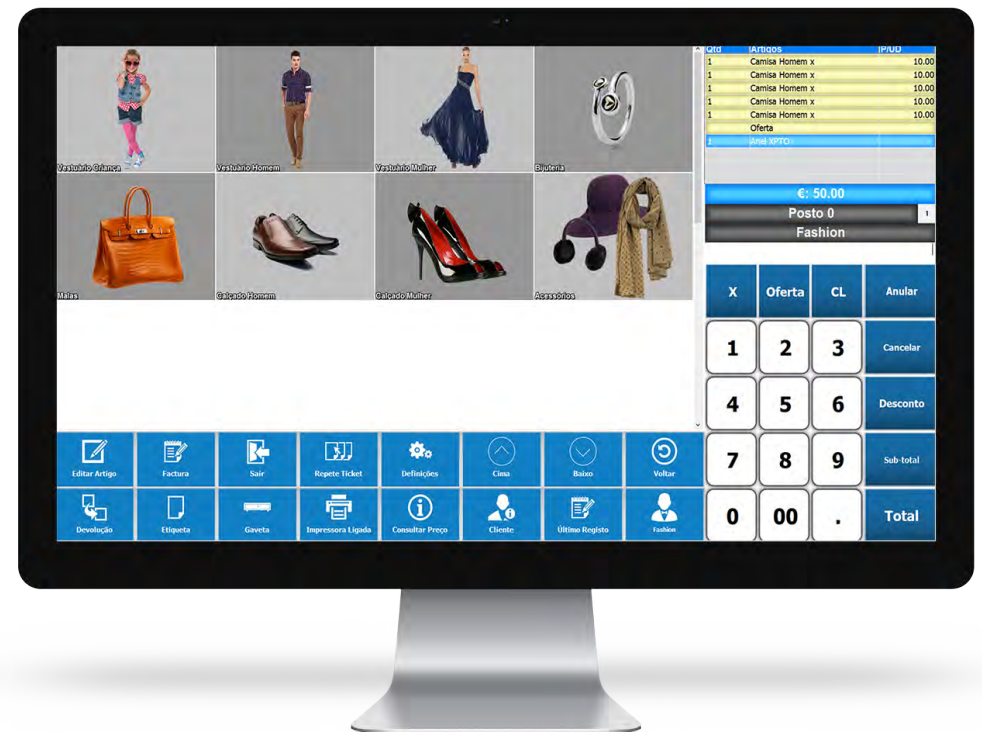 Vestuário Criança
Vestuário Homem
Vestuário Mulher
Bijuteria
Malas
Calçado Homem
Calçado Mulher
Acessórios
Qtd Artigos P/UD
1 Camisa Homem x 10.00
1 Camisa Homem x 10.00
1 Camisa Homem x 10.00
1 Camisa Homem x 10.00
1 Camisa Homem x 10.00
Oferta
1 Anel XPTO
€: 50.00
Posto 0 1
Fashion
X Oferta CL Anular
1 2 3 Cancelar
4 5 6 Desconto
7 8 9 Sub-total
0 00 . Total
Editar Artigo
Factura
Sair
Repete Ticket
Definições
Cima
Baixo
Voltar
Devolução
Etiqueta
Gaveta
Impressora Ligada
Consultar Preço
Cliente
Último Registo
Fashion